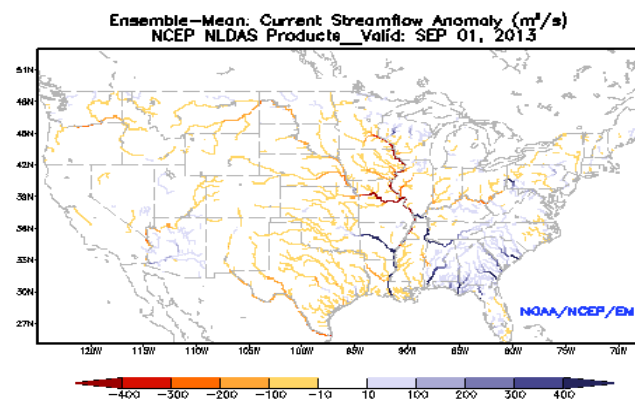 Ensemble-Mean: Current Streamflow Anomaly (m³/s)
NCEP NLDAS Products__Valid: SEP 01, 2013
51N
48N
45N
42N
39N
36N
33N
30N
27N
NOAA/NCEP/EM
120W 115W 110W 105W 100W 95W 90W 85W 80W 75W 70W
-400 -300 -200 -100 -10 10 100 200 300 400